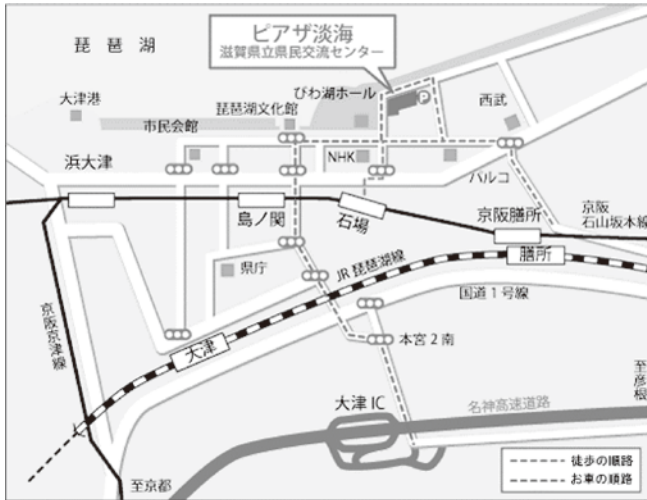 琵琶湖
ピアザ淡海
滋賀県立県民交流センター
大津港
琵琶湖文化館
びわ湖ホール
P
西武
市民会館
浜大津
NHK
パルコ
島ノ関
石場
京阪膳所
京阪
石山坂本線
県庁
JR琵琶湖線
膳所
国道1号線
京阪京津線
大津
本宮2南
至彦根
大津IC
名神高速道路
至京都
徒歩の順路
お車の順路